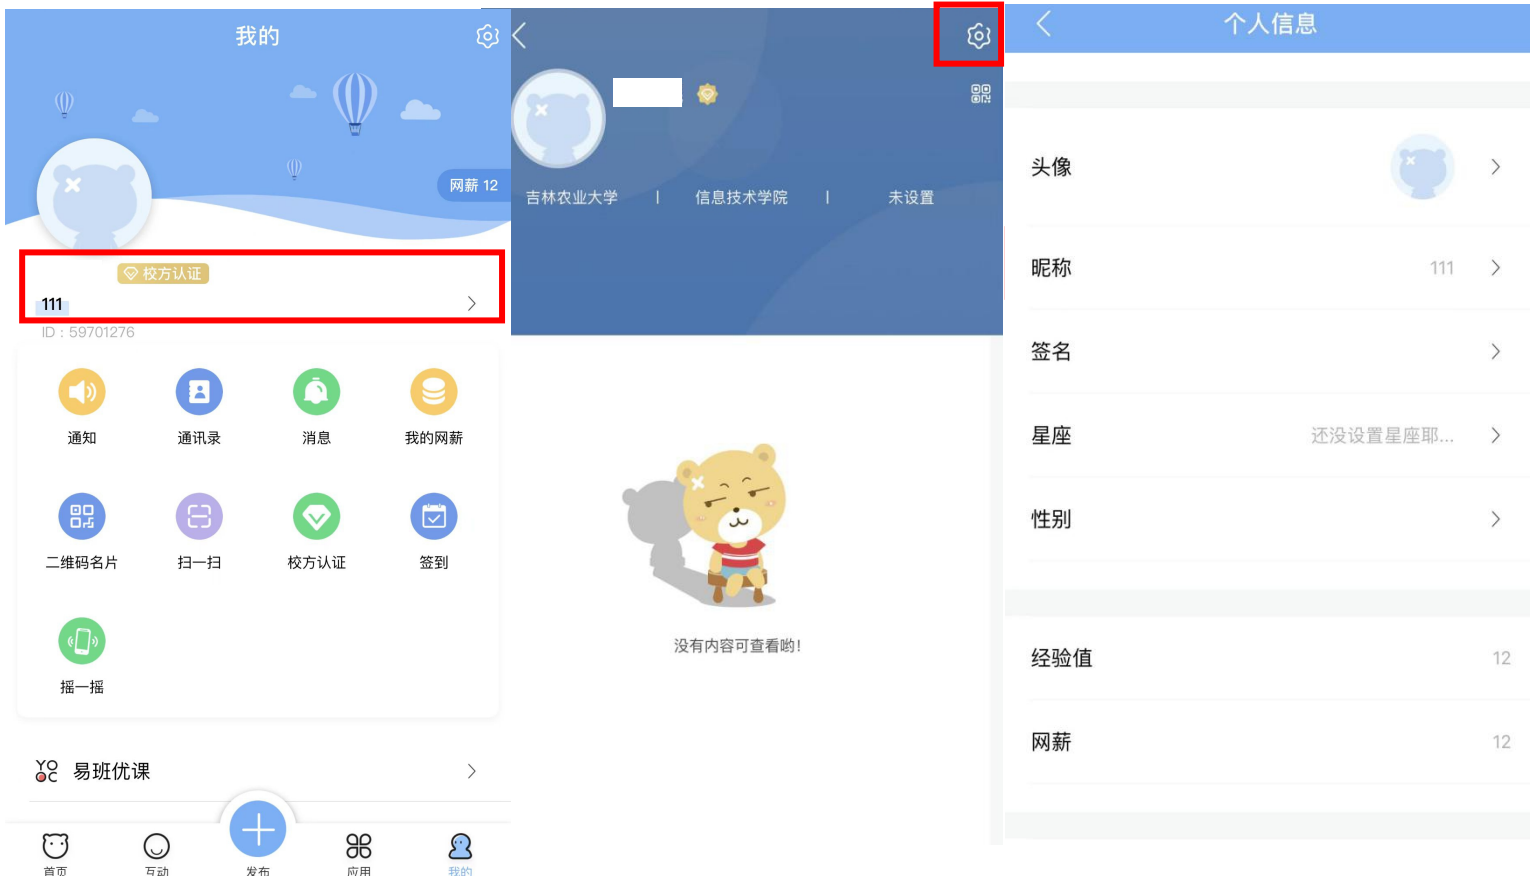 我的
网薪 12
校方认证
111
ID：59701276
通知
通讯录
消息
我的网薪
二维码名片
扫一扫
校方认证
签到
摇一摇
YO
OC
易班优课
首页
互动
发布
应用
我的
吉林农业大学 | 信息技术学院 | 未设置
没有内容可查看哟!
个人信息
头像
昵称 111
签名
星座 还没设置星座耶...
性别
经验值 12
网薪 12